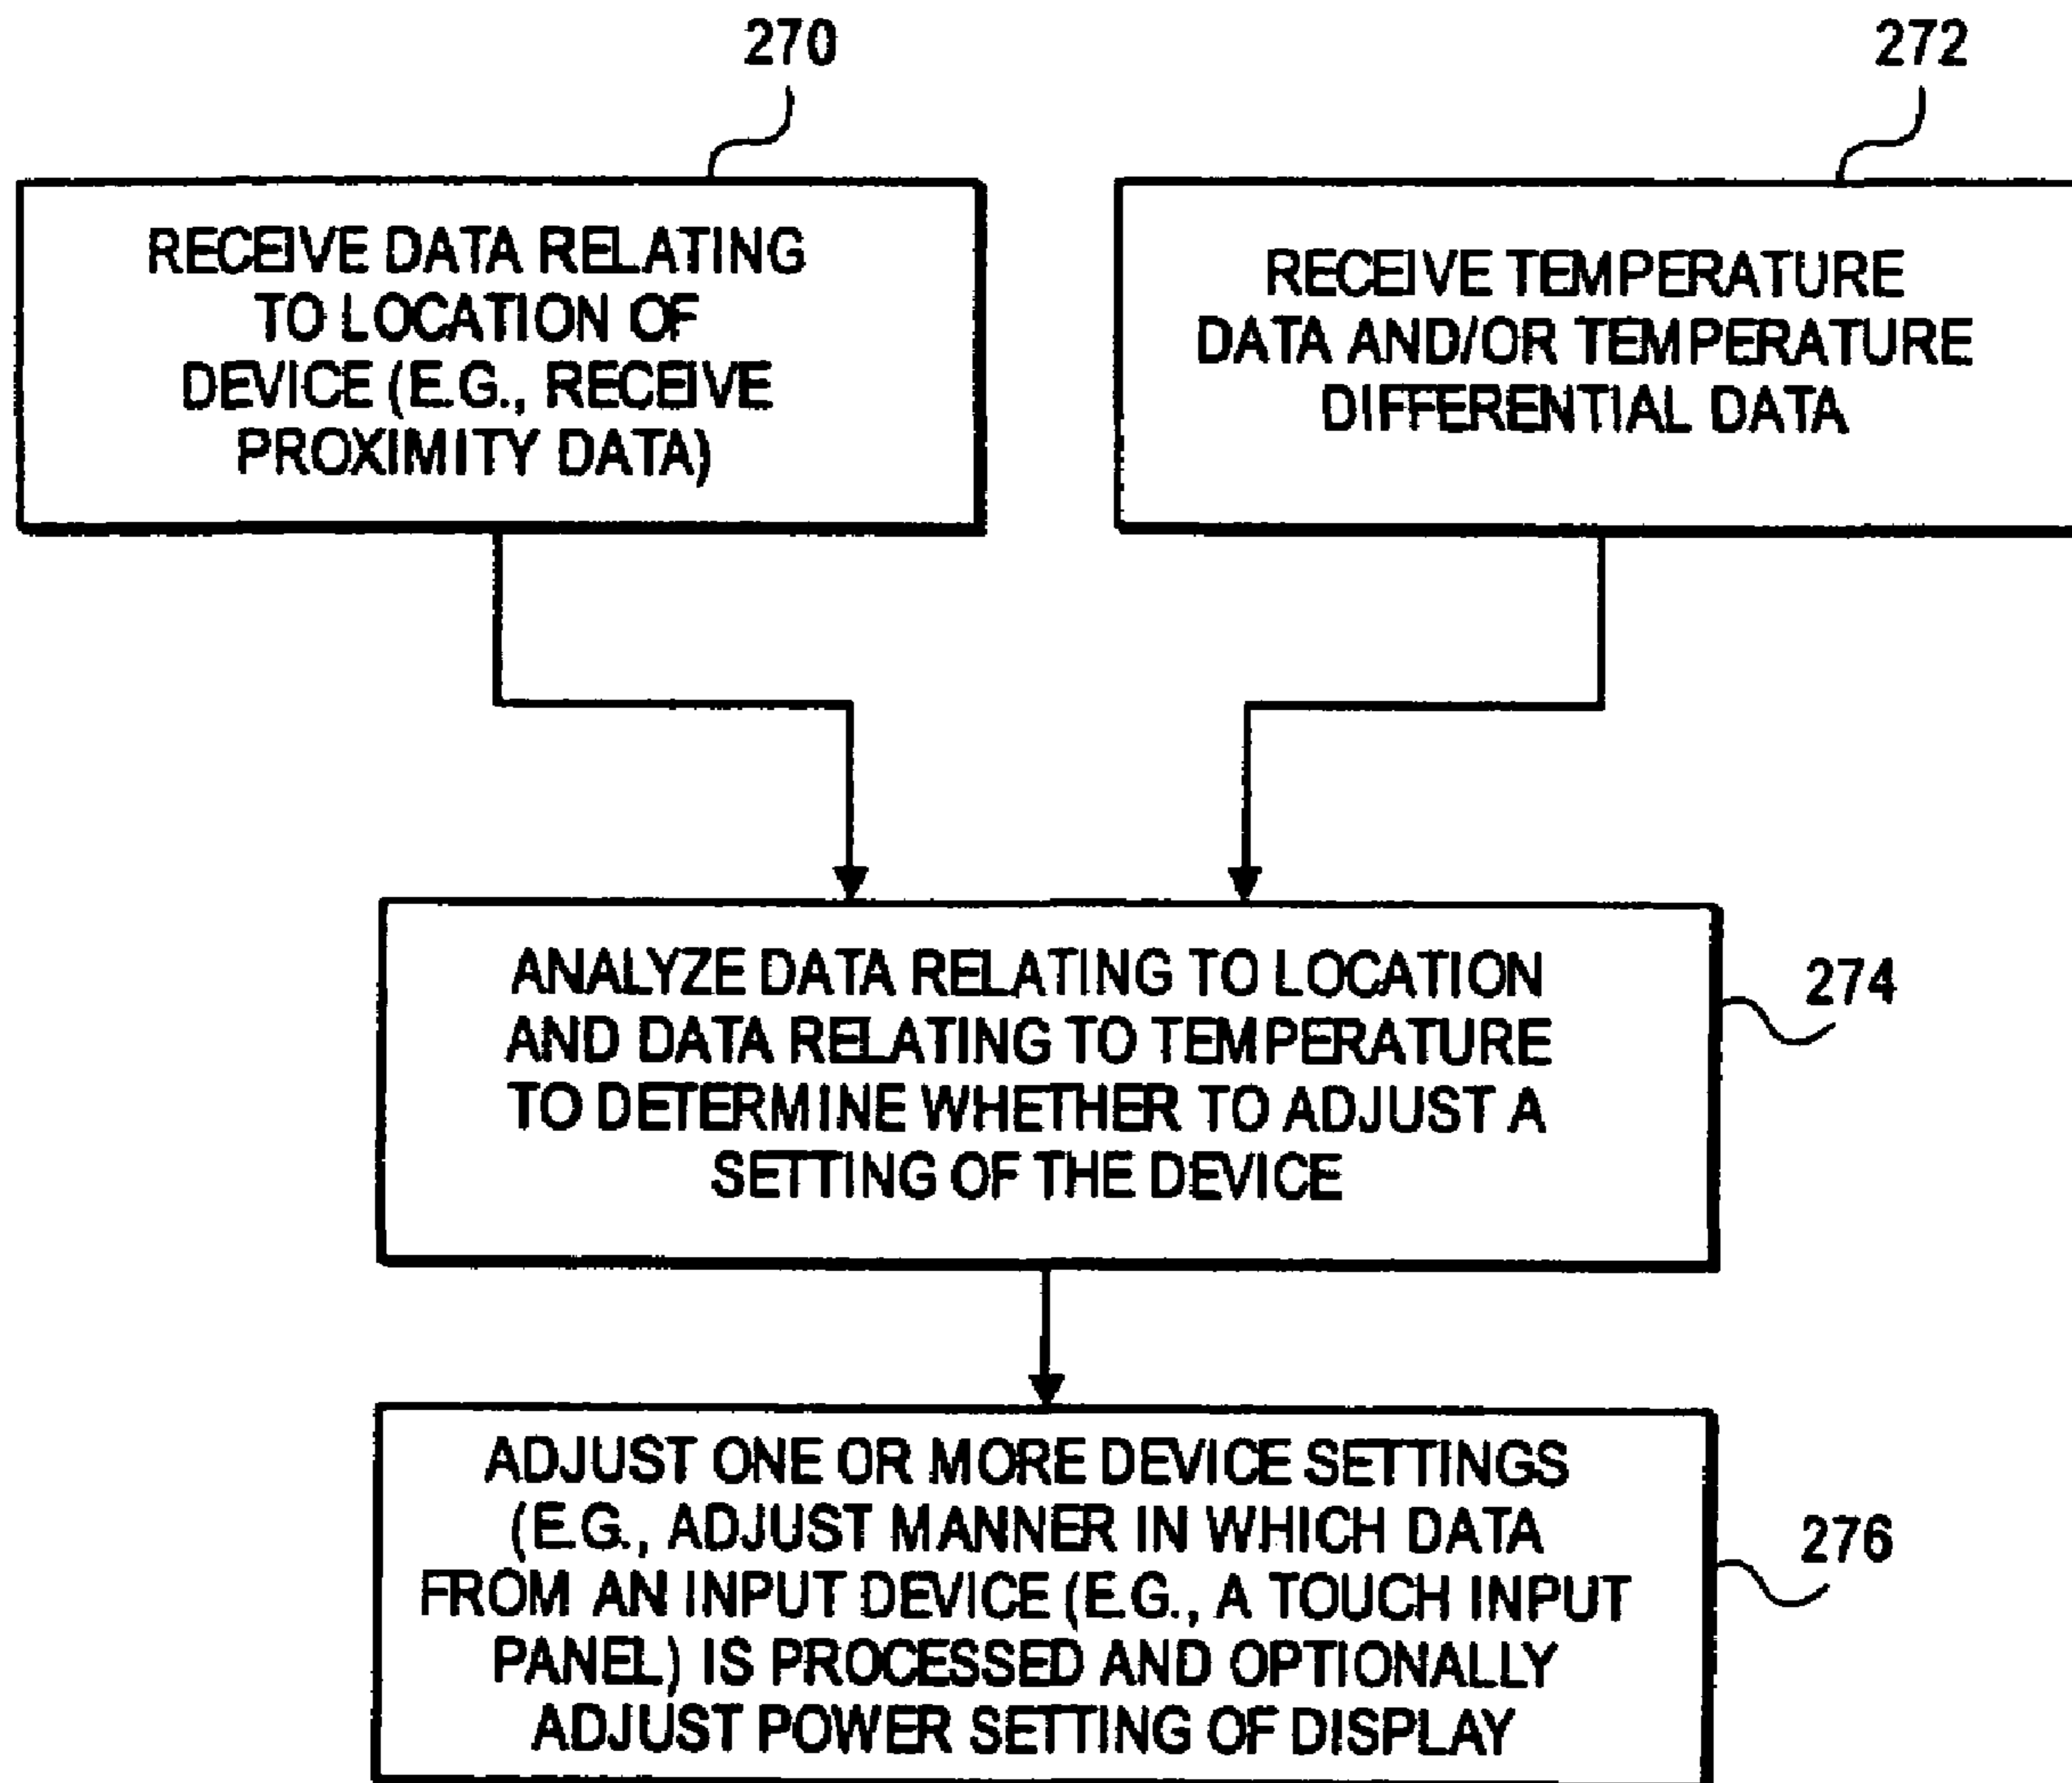 270
RECEIVE DATA RELATING
TO LOCATION OF
DEVICE (E.G., RECEIVE
PROXIMITY DATA)
272
RECEIVE TEMPERATURE
DATA AND/OR TEMPERATURE
DIFFERENTIAL DATA
ANALYZE DATA RELATING TO LOCATION
AND DATA RELATING TO TEMPERATURE
TO DETERMINE WHETHER TO ADJUST A
SETTING OF THE DEVICE
274
ADJUST ONE OR MORE DEVICE SETTINGS
(E.G., ADJUST MANNER IN WHICH DATA
FROM AN INPUT DEVICE (E.G., A TOUCH INPUT
PANEL) IS PROCESSED AND OPTIONALLY
ADJUST POWER SETTING OF DISPLAY
276